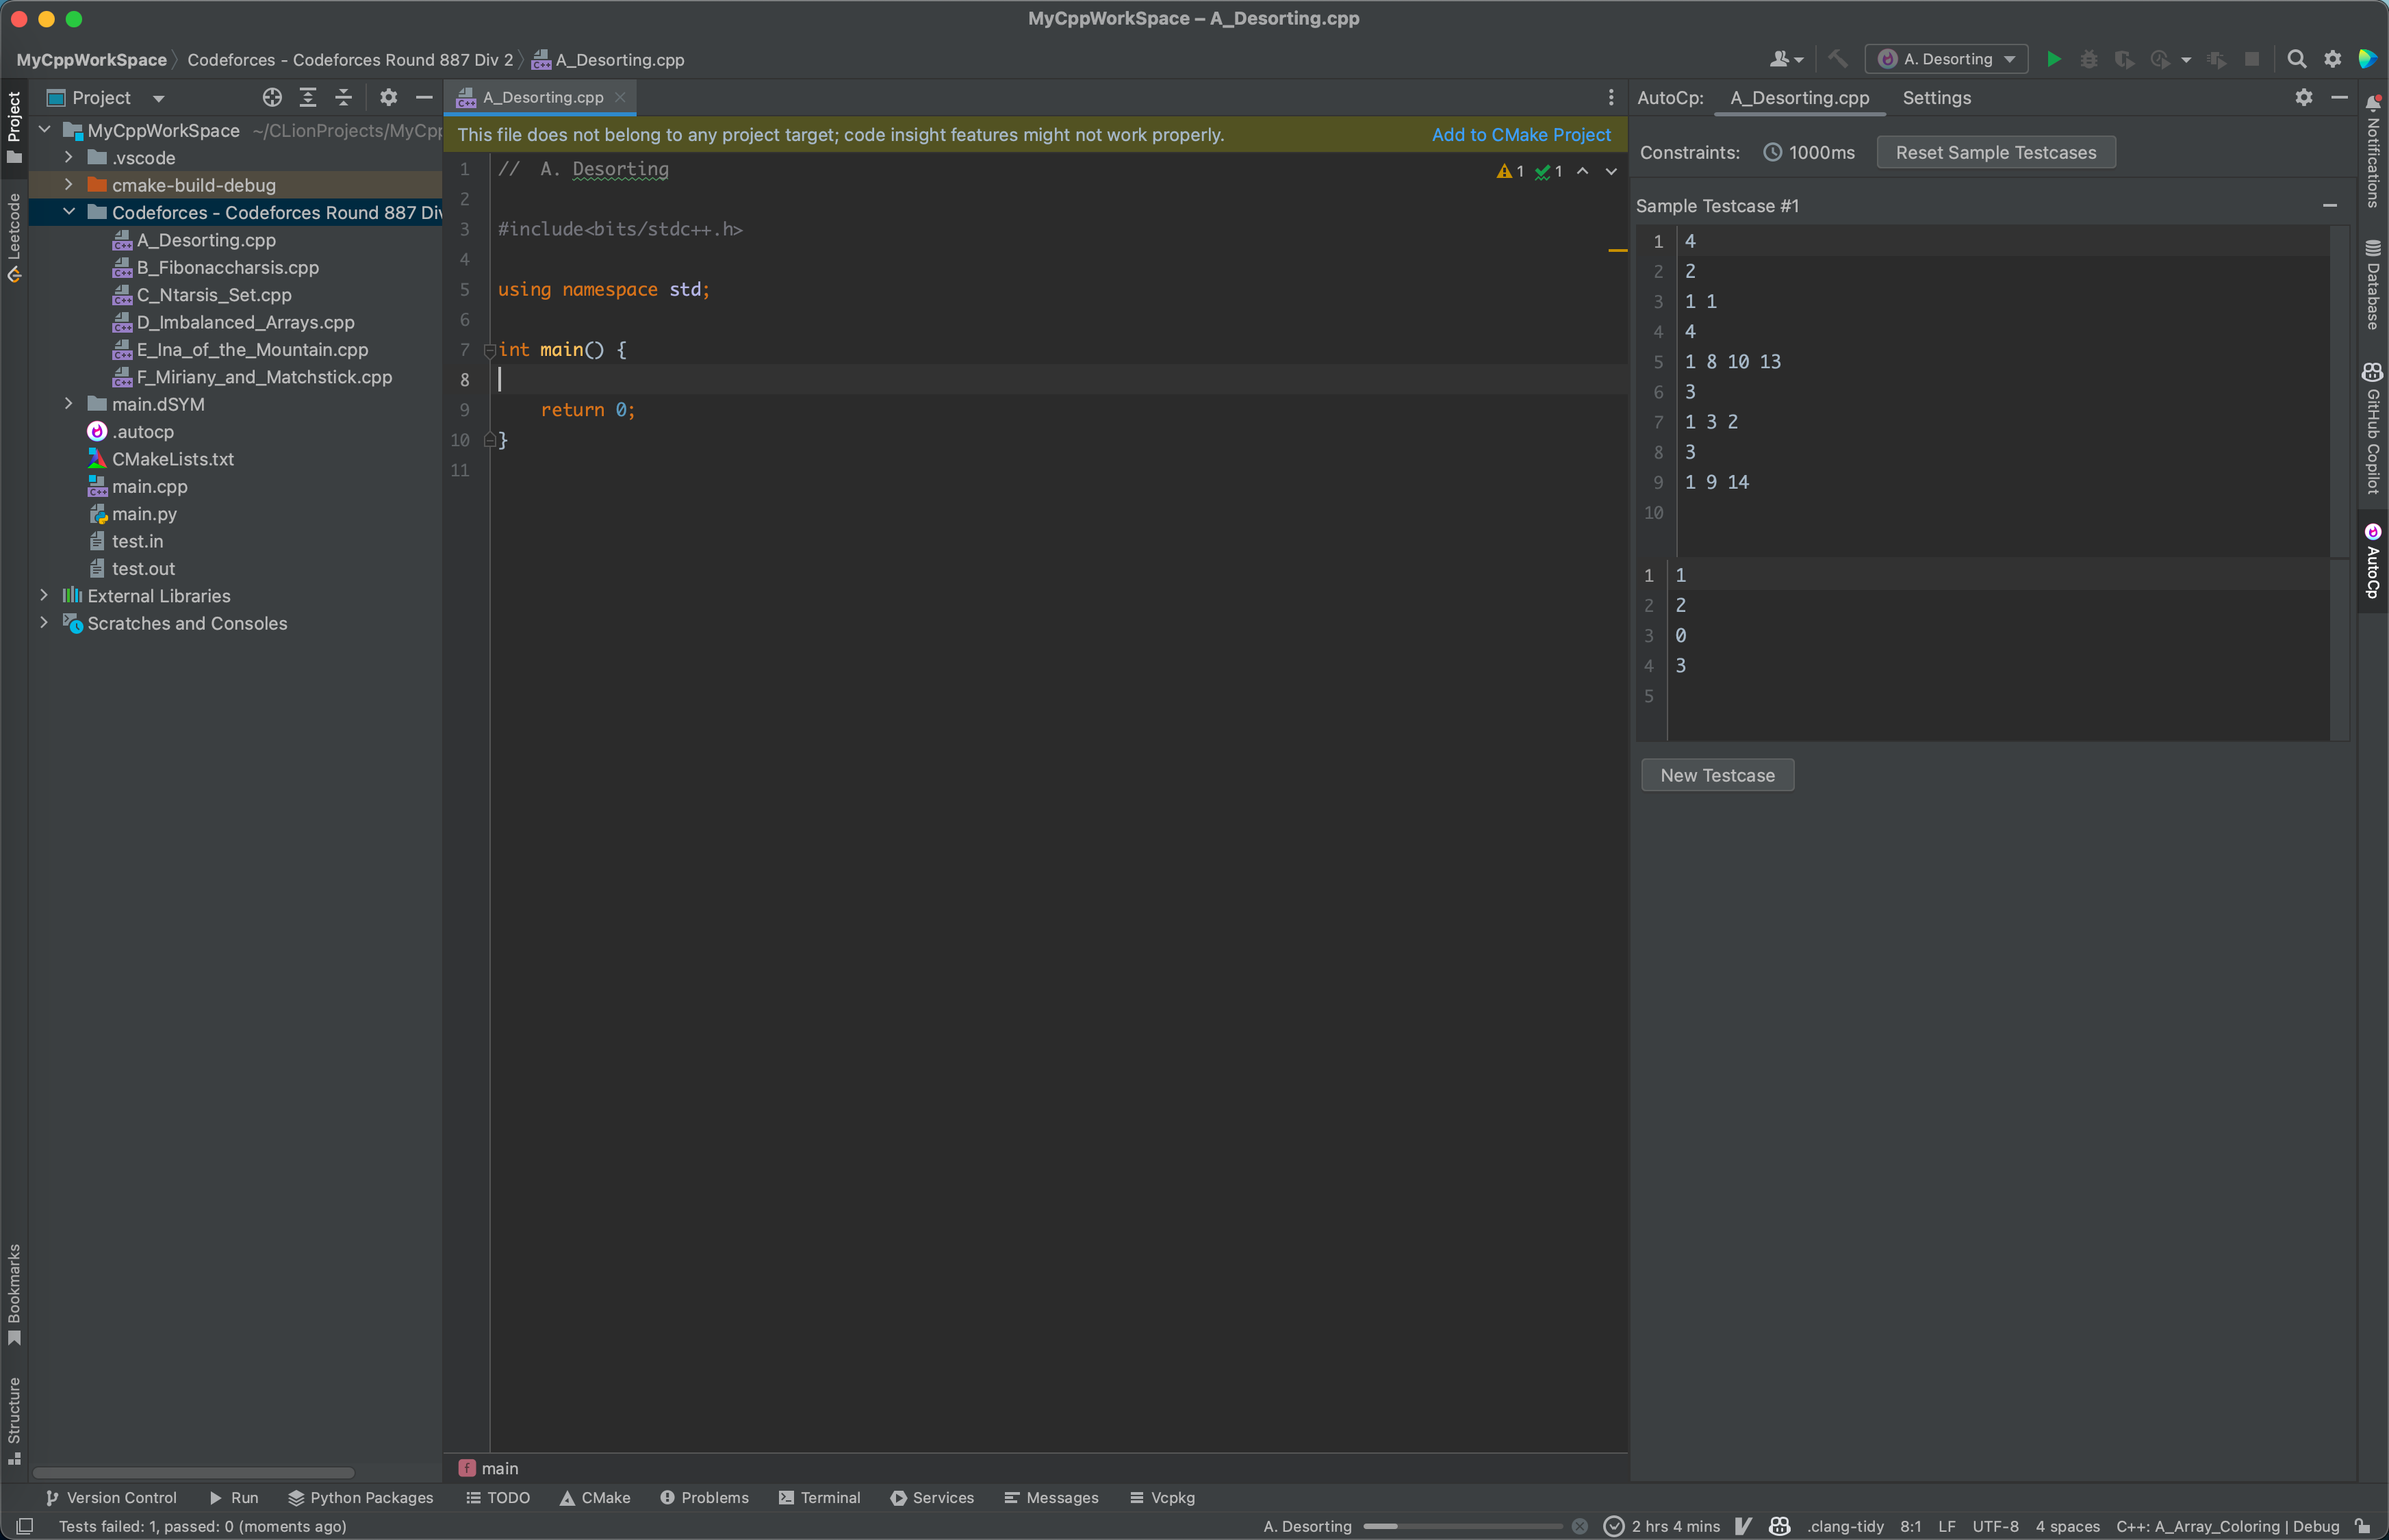 MyCppWorkSpace – A_Desorting.cpp
MyCppWorkSpace Codeforces - Codeforces Round 887 Div 2 A_Desorting.cpp
A. Desorting
Project
Leetcode
Bookmarks
Structure
Project
MyCppWorkSpace ~/CLionProjects/MyCpp
.vscode
cmake-build-debug
Codeforces - Codeforces Round 887 Div
A_Desorting.cpp
B_Fibonaccharsis.cpp
C_Ntarsis_Set.cpp
D_Imbalanced_Arrays.cpp
E_Ina_of_the_Mountain.cpp
F_Miriany_and_Matchstick.cpp
main.dSYM
.autocp
CMakeLists.txt
main.cpp
main.py
test.in
test.out
External Libraries
Scratches and Consoles
A_Desorting.cpp
This file does not belong to any project target; code insight features might not work properly. Add to CMake Project
1 // A. Desorting
1 1
2
3 #include<bits/stdc++.h>
4
5 using namespace std;
6
7 int main() {
8
9 return 0;
10 }
11
main
AutoCp: A_Desorting.cpp Settings
Constraints: 1000ms Reset Sample Testcases
Sample Testcase #1
1 4
2 2
3 1 1
4 4
5 1 8 10 13
6 3
7 1 3 2
8 3
9 1 9 14
10
1 1
2 2
3 0
4 3
5
New Testcase
Notifications
Database
GitHub Copilot
AutoCp
Version Control Run Python Packages TODO CMake Problems Terminal Services Messages Vcpkg
Tests failed: 1, passed: 0 (moments ago) A. Desorting 2 hrs 4 mins .clang-tidy 8:1 LF UTF-8 4 spaces C++: A_Array_Coloring | Debug